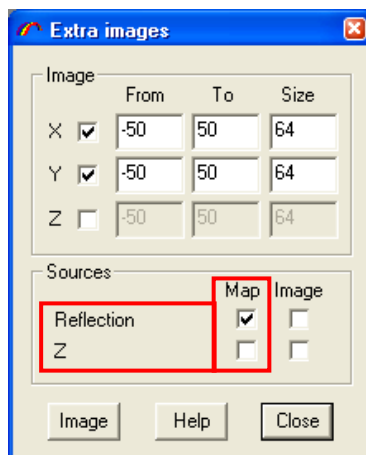 Extra images
Image
From To Size
X -50 50 64
Y -50 50 64
Z -50 50 64
Sources
Map Image
Reflection
Z
Image Help Close